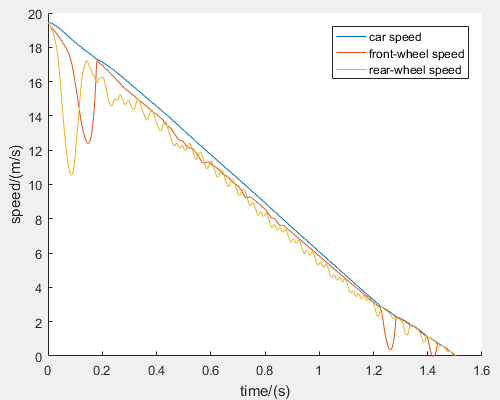 20
18
16
14
12
10
8
6
4
2
0
speed/(m/s)
car speed
front-wheel speed
rear-wheel speed
0 0.2 0.4 0.6 0.8 1 1.2 1.4 1.6
time/(s)